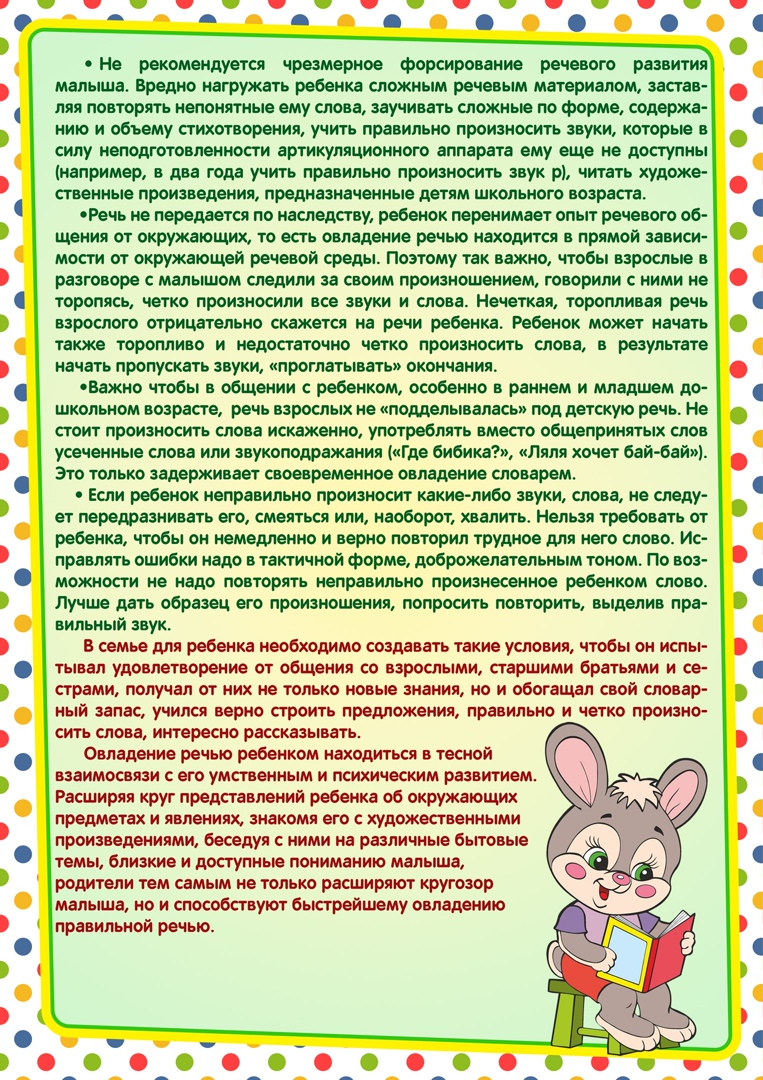 • Не рекомендуется чрезмерное форсирование речевого развития
малыша. Вредно нагружать ребенка сложным речевым материалом, застав-
ляя повторять непонятные ему слова, заучивать сложные по форме, содержа-
нию и объему стихотворения, учить правильно произносить звуки, которые в
силу неподготовленности артикуляционного аппарата ему еще не доступны
(например, в два года учить правильно произносить звук р), читать художе-
ственные произведения, предназначенные детям школьного возраста.
•Речь не передается по наследству, ребенок перенимает опыт речевого об-
щения от окружающих, то есть овладение речью находится в прямой зависи-
мости от окружающей речевой среды. Поэтому так важно, чтобы взрослые в
разговоре с малышом следили за своим произношением, говорили с ними не
торопясь, четко произносили все звуки и слова. Нечеткая, торопливая речь
взрослого отрицательно скажется на речи ребенка. Ребенок может начать
также торопливо и недостаточно четко произносить слова, в результате
начать пропускать звуки, «проглатывать» окончания.
•Важно чтобы в общении с ребенком, особенно в раннем и младшем до-
школьном возрасте, речь взрослых не «подделывалась» под детскую речь. Не
стоит произносить слова искаженно, употреблять вместо общепринятых слов
усеченные слова или звукоподражания («Где бибика?», «Ляля хочет бай-бай»).
Это только задерживает своевременное овладение словарем.
• Если ребенок неправильно произносит какие-либо звуки, слова, не следу-
ет передразнивать его, смеяться или, наоборот, хвалить. Нельзя требовать от
ребенка, чтобы он немедленно и верно повторил трудное для него слово. Ис-
правлять ошибки надо в тактичной форме, доброжелательным тоном. По воз-
можности не надо повторять неправильно произнесенное ребенком слово.
Лучше дать образец его произношения, попросить повторить, выделив пра-
вильный звук.
В семье для ребенка необходимо создавать такие условия, чтобы он испы-
тывал удовлетворение от общения со взрослыми, старшими братьями и се-
страми, получал от них не только новые знания, но и обогащал свой словар-
ный запас, учился верно строить предложения, правильно и четко произно-
сить слова, интересно рассказывать.
Овладение речью ребенком находиться в тесной
взаимосвязи с его умственным и психическим развитием.
Расширяя круг представлений ребенка об окружающих
предметах и явлениях, знакомя его с художественными
произведениями, беседуя с ними на различные бытовые
темы, близкие и доступные пониманию малыша,
родители тем самым не только расширяют кругозор
малыша, но и способствуют быстрейшему овладению
правильной речью.